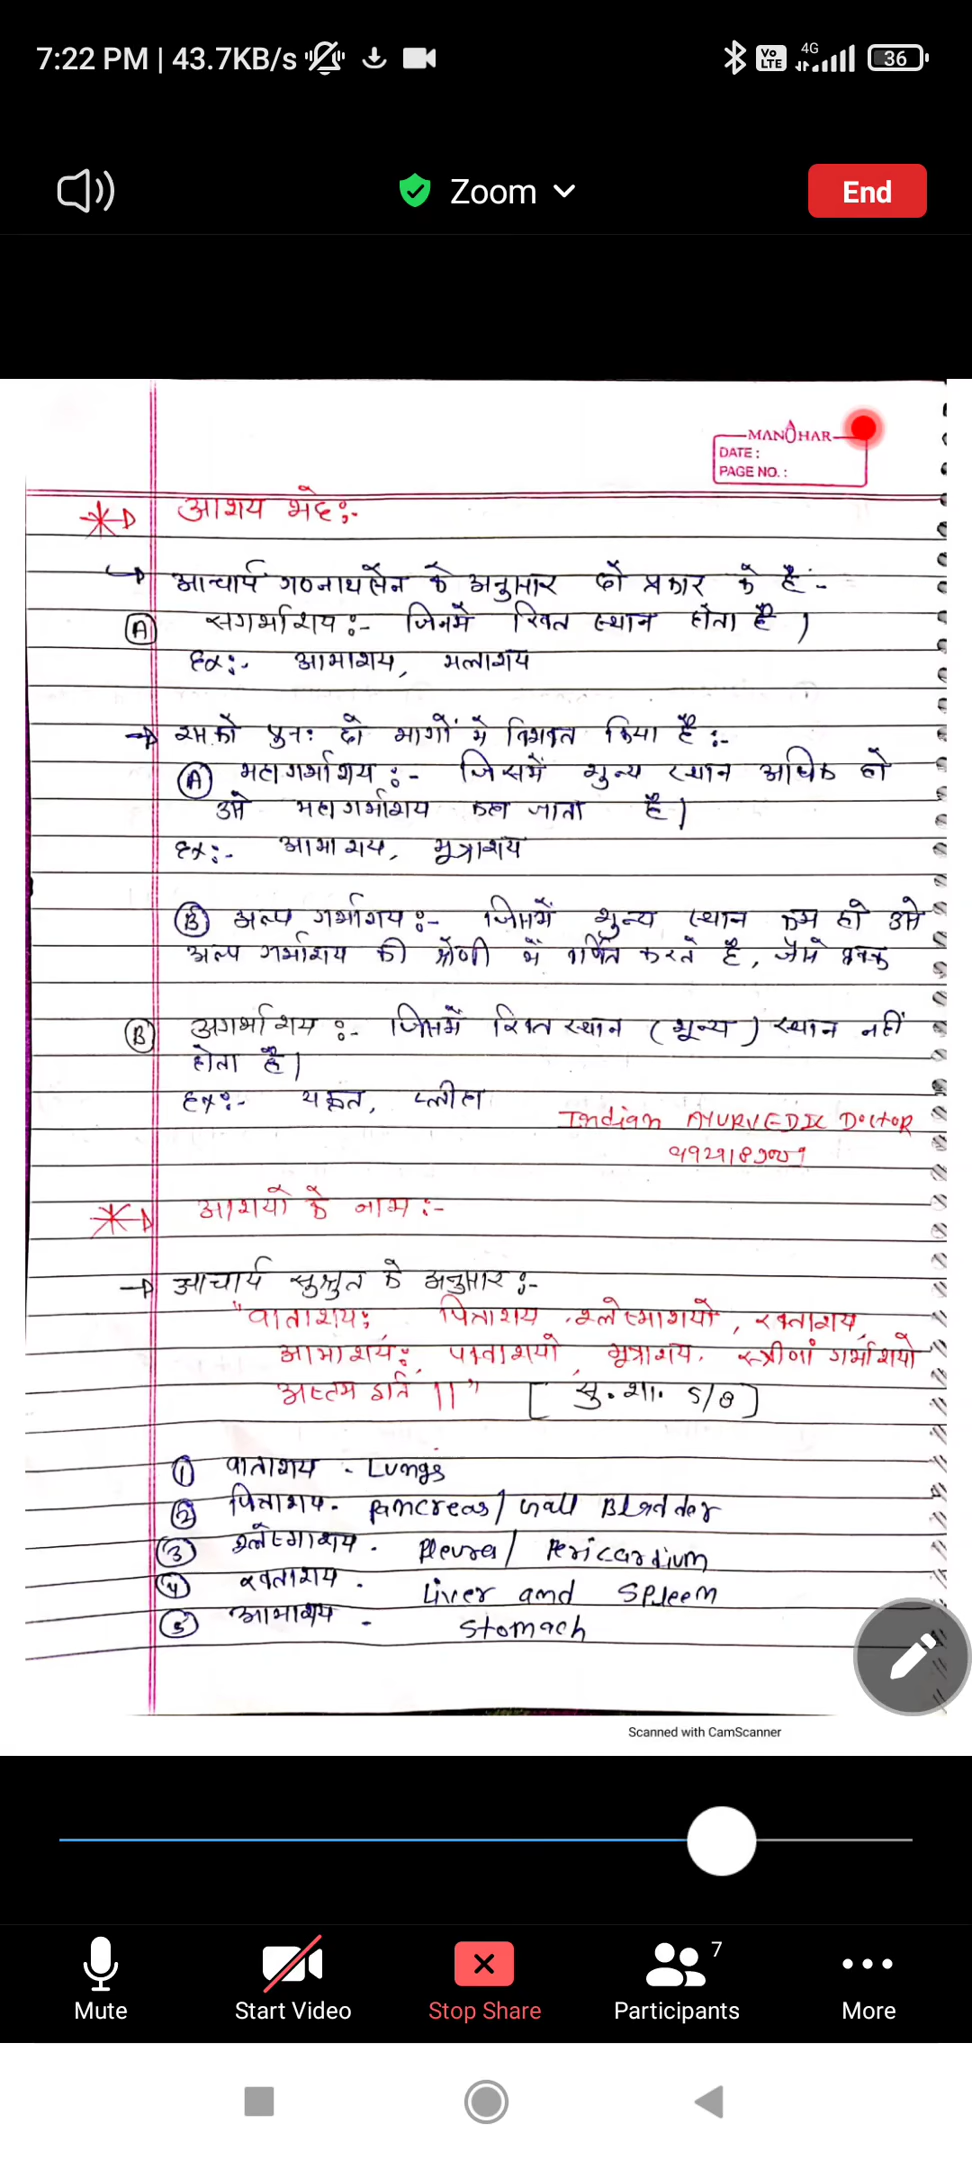 7:22 PM | 43.7KB/s
Vo LTE 4G 36
Zoom
End
MANOHAR
DATE :
PAGE NO. :
आशय भेद :-
आचार्य गणनाथसेन के अनुसार दो प्रकार के हैं -
A सगर्भाशय :- जिनमें रिक्त स्थान होता है ।
Ex :- आमाशय, मलाशय
इसको पुनः दो भागों में विभक्त किया है :-
A महागर्भाशय :- जिसमें शुन्य स्थान अधिक हो
उसे महागर्भाशय कहा जाता है ।
Ex :- आमाशय, मूत्राशय
B अल्प गर्भाशय :- जिसमें शुन्य स्थान कम हो उसे
अल्प गर्भाशय की श्रेणी में वर्णित करते है, जैसे वृक्क
B अगर्भाशय :- जिसमें रिक्त स्थान (शून्य) स्थान नहीं
होता है ।
Ex :- यकृत, प्लीहा
Indian AYURVEDIC Doctor
आशयों के नाम :-
आचार्य सुश्रुत के अनुसार :-
"वाताशयः, पित्ताशय, श्लेष्माशयो, रक्ताशय,
आमाशयः, पक्वाशयो, मूत्राशय, स्त्रीणां गर्भाशयो
अष्टम इति ।।" [सु. शा. 5/8]
1 वाताशय - Lungs
2 पित्ताशय - Pancreas/ Gall Bladder
3 श्लेष्माशय - Pleura/ Pericardium
4 रक्ताशय - Liver and Spleen
5 आमाशय - Stomach
Scanned with CamScanner
Mute
Start Video
Stop Share
Participants 7
More